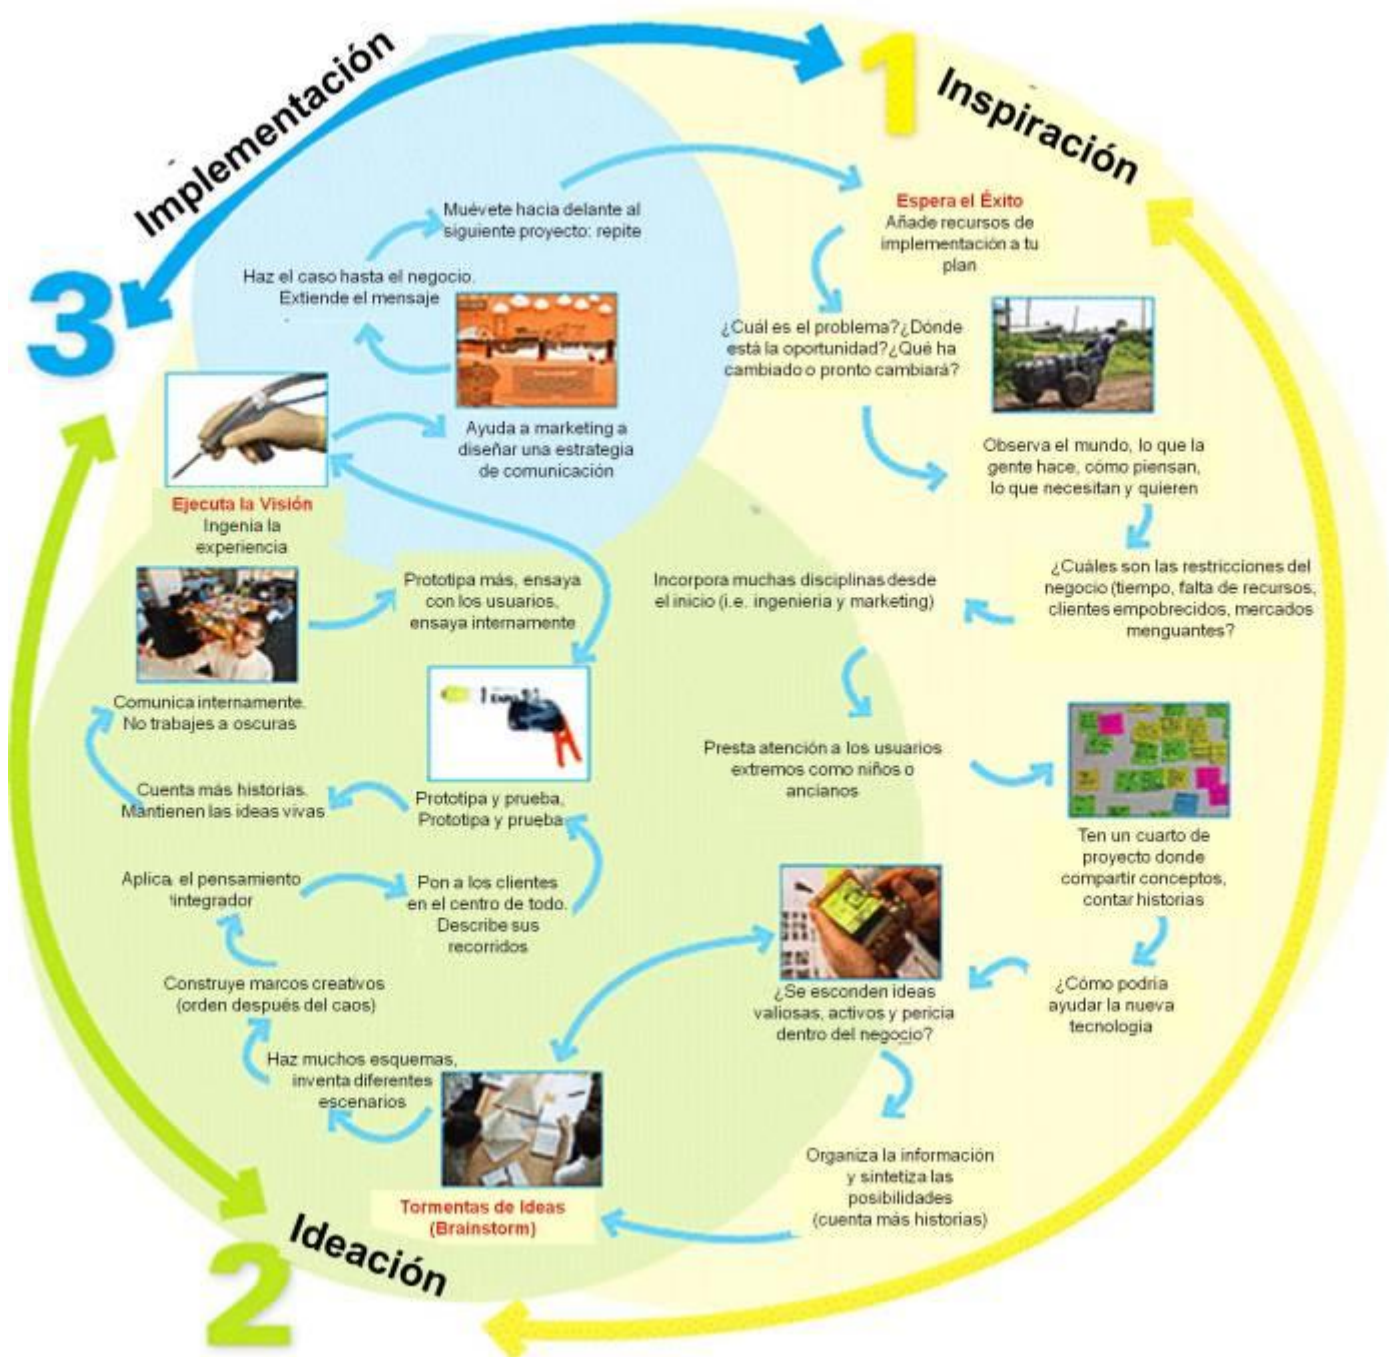 1
Inspiración
Espera el Éxito
Añade recursos de
implementación a tu
plan
¿Cuál es el problema?¿Dónde
está la oportunidad?¿Qué ha
cambiado o pronto cambiará?
Observa el mundo, lo que la
gente hace, cómo piensan,
lo que necesitan y quieren
¿Cuáles son las restricciones del
negocio (tiempo, falta de recursos,
clientes empobrecidos, mercados
menguantes?
Incorpora muchas disciplinas desde
el inicio (i.e. ingenieria y marketing)
Presta atención a los usuarios
extremos como niños o
ancianos
Ten un cuarto de
proyecto donde
compartir conceptos,
contar historias
¿Cómo podría
ayudar la nueva
tecnología
¿Se esconden ideas
valiosas, activos y pericia
dentro del negocio?
Organiza la información
y sintetiza las
posibilidades
(cuenta más historias)
2
Ideación
Tormentas de Ideas
(Brainstorm)
Haz muchos esquemas,
inventa diferentes
escenarios
Construye marcos creativos
(orden después del caos)
Aplica el pensamiento
integrador
Pon a los clientes
en el centro de todo.
Describe sus
recorridos
Prototipa y prueba,
Prototipa y prueba
Cuenta más historias.
Mantienen las ideas vivas
Comunica internamente.
No trabajes a oscuras
Prototipa más, ensaya
con los usuarios,
ensaya internamente
3
Implementación
Ejecuta la Visión
Ingenia la
experiencia
Ayuda a marketing a
diseñar una estrategia
de comunicación
Haz el caso hasta el negocio.
Extiende el mensaje
Muévete hacia delante al
siguiente proyecto: repite